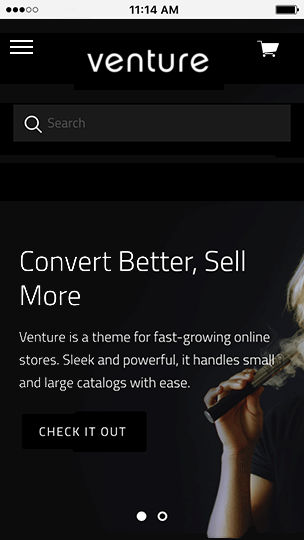 11:14 AM
venture
Search
Convert Better, Sell
More
Venture is a theme for fast-growing online
stores. Sleek and powerful, it handles small
and large catalogs with ease.
CHECK IT OUT